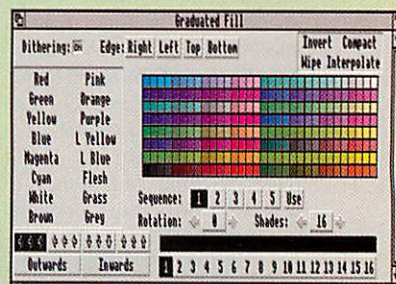 Graduated Fill
Dithering: ON Edge: Right Left Top Bottom
Invert Compact
Wipe Interpolate
Red Pink
Green Orange
Yellow Purple
Blue L Yellow
Magenta L Blue
Cyan Flesh
White Grass
Brown Grey
Sequence: 1 2 3 4 5 Use
Rotation: 0 Shades: 16
Outwards Inwards
1 2 3 4 5 6 7 8 9 10 11 12 13 14 15 16